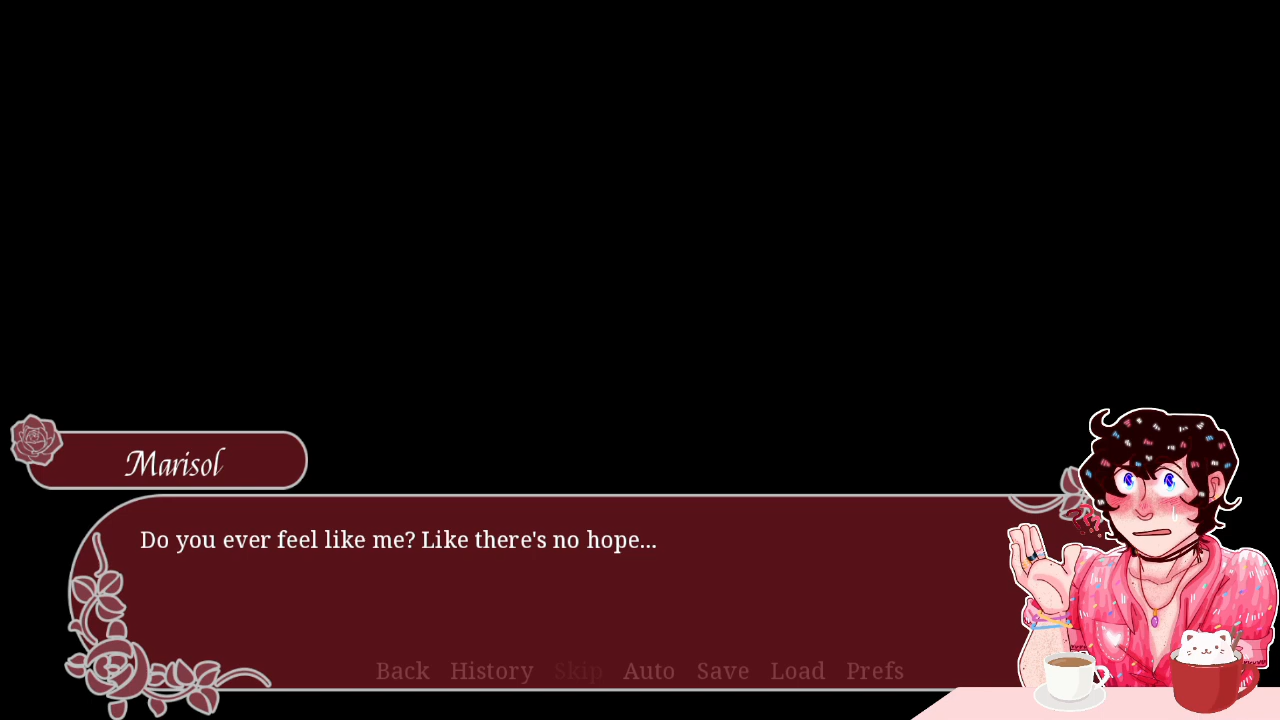 Marisol
Do you ever feel like me? Like there's no hope...
Back History Skip Auto Save Load Prefs